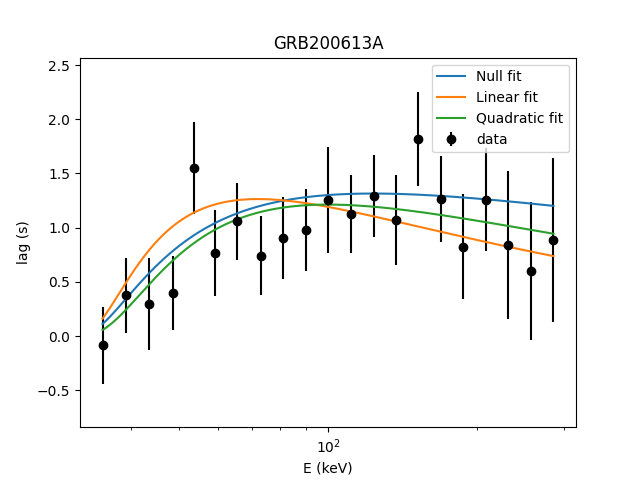 GRB200613A
Null fit
Linear fit
Quadratic fit
data
2.5
2.0
1.5
1.0
0.5
0.0
−0.5
lag (s)
10²
E (keV)